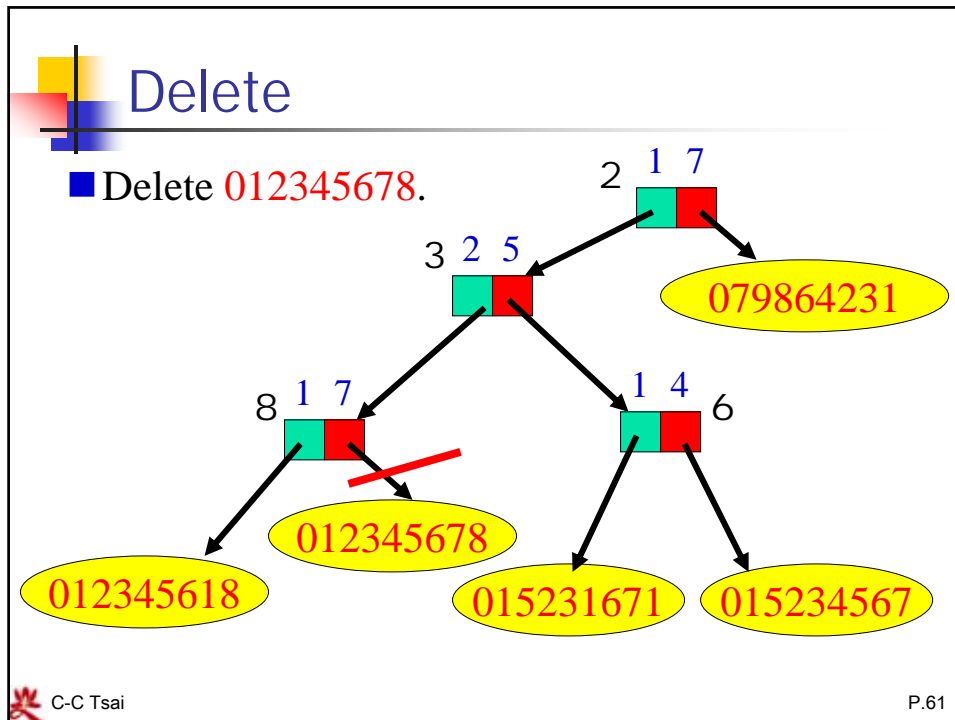 Delete
Delete 012345678.
2 1 7
3 2 5
079864231
8 1 7
1 4 6
012345678
012345618
015231671
015234567
C-C Tsai
P.61